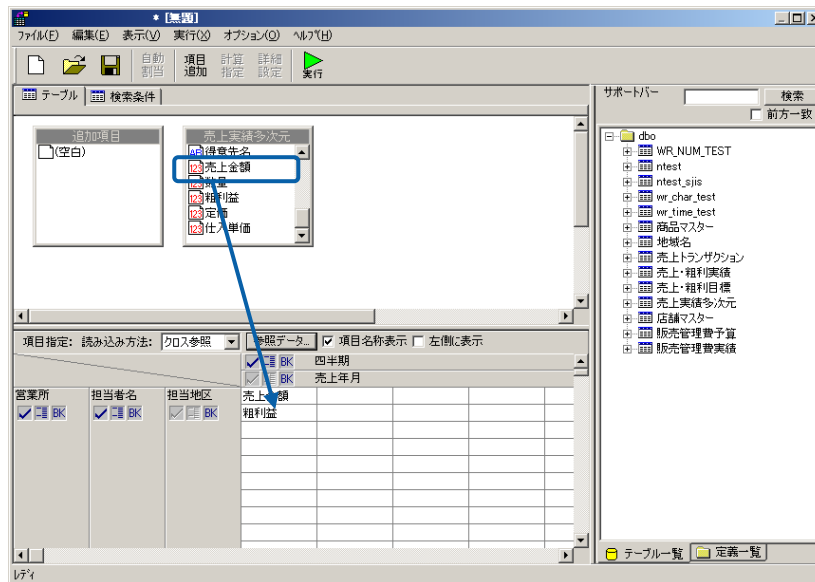 * [無題]
ファイル(F) 編集(E) 表示(V) 実行(X) オプション(O) ヘルプ(H)
自動割当 項目追加 計算指定 詳細設定 実行
テーブル 検索条件
追加項目
(空白)
売上実績多次元
得意先名
売上金額
数量
粗利益
定価
仕入単価
項目指定: 読み込み方法: クロス参照 参照データ... 項目名称表示 左側に表示
BK 四半期
BK 売上年月
営業所 担当者名 担当地区 売上金額
BK BK BK 粗利益
サポートバー 検索
前方一致
dbo
WR_NUM_TEST
ntest
ntest_sjis
wr_char_test
wr_time_test
商品マスター
地域名
売上トランザクション
売上・粗利実績
売上・粗利目標
売上実績多次元
店舗マスター
販売管理費予算
販売管理費実績
テーブル一覧 定義一覧
レディ